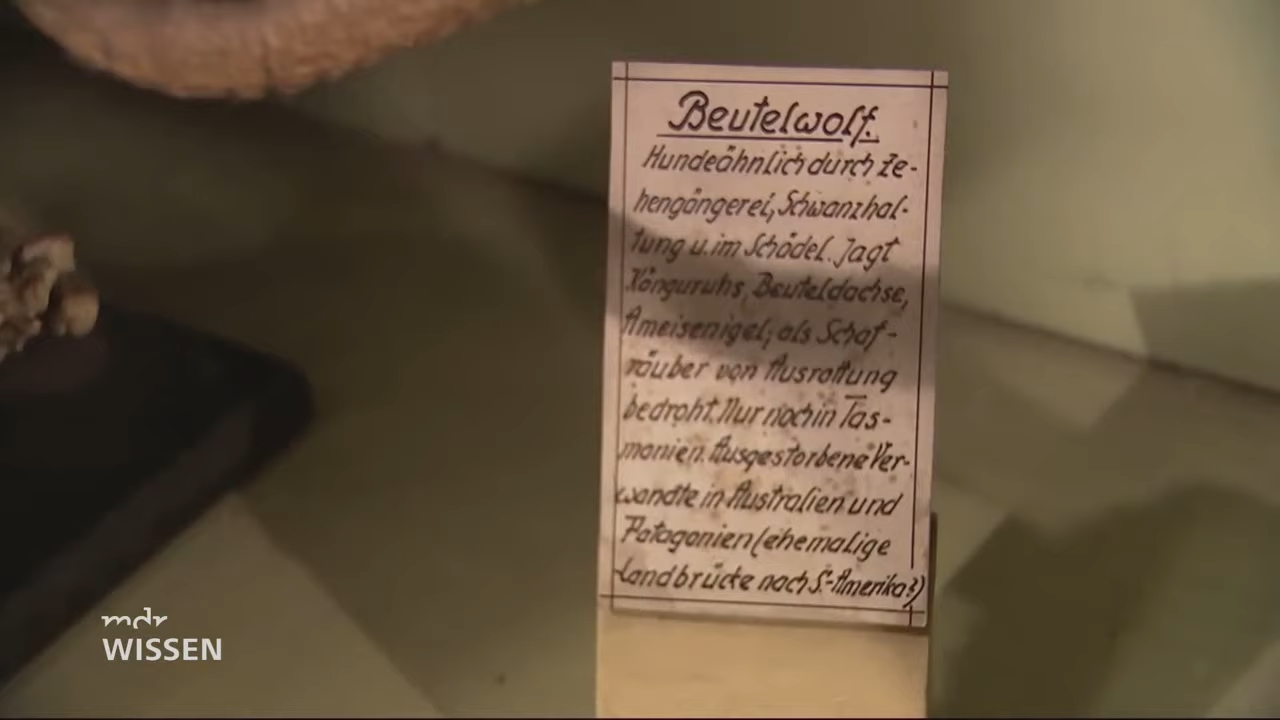 Beutelwolf.
Hundeähnlich durch Ze-
hengängerei, Schwanzhal-
tung u. im Schädel. Jagt
Känguruhs, Beuteldachse,
Ameisenigel; als Schaf-
räuber von Ausrottung
bedroht. Nur noch in Tas-
manien. Ausgestorbene Ver-
wandte in Australien und
Patagonien (ehemalige
Landbrücke nach S.-Amerika?)
mdr
WISSEN